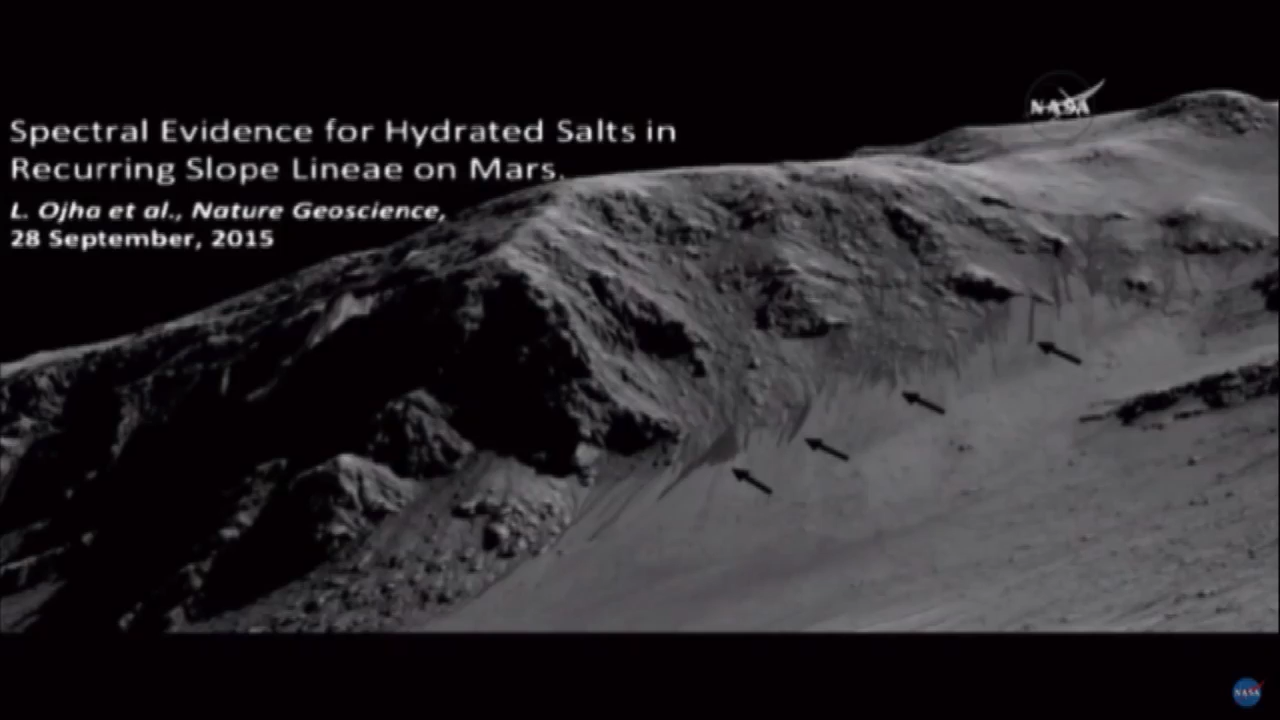 NASA
Spectral Evidence for Hydrated Salts in
Recurring Slope Lineae on Mars.
L. Ojha et al., Nature Geoscience,
28 September, 2015
NASA